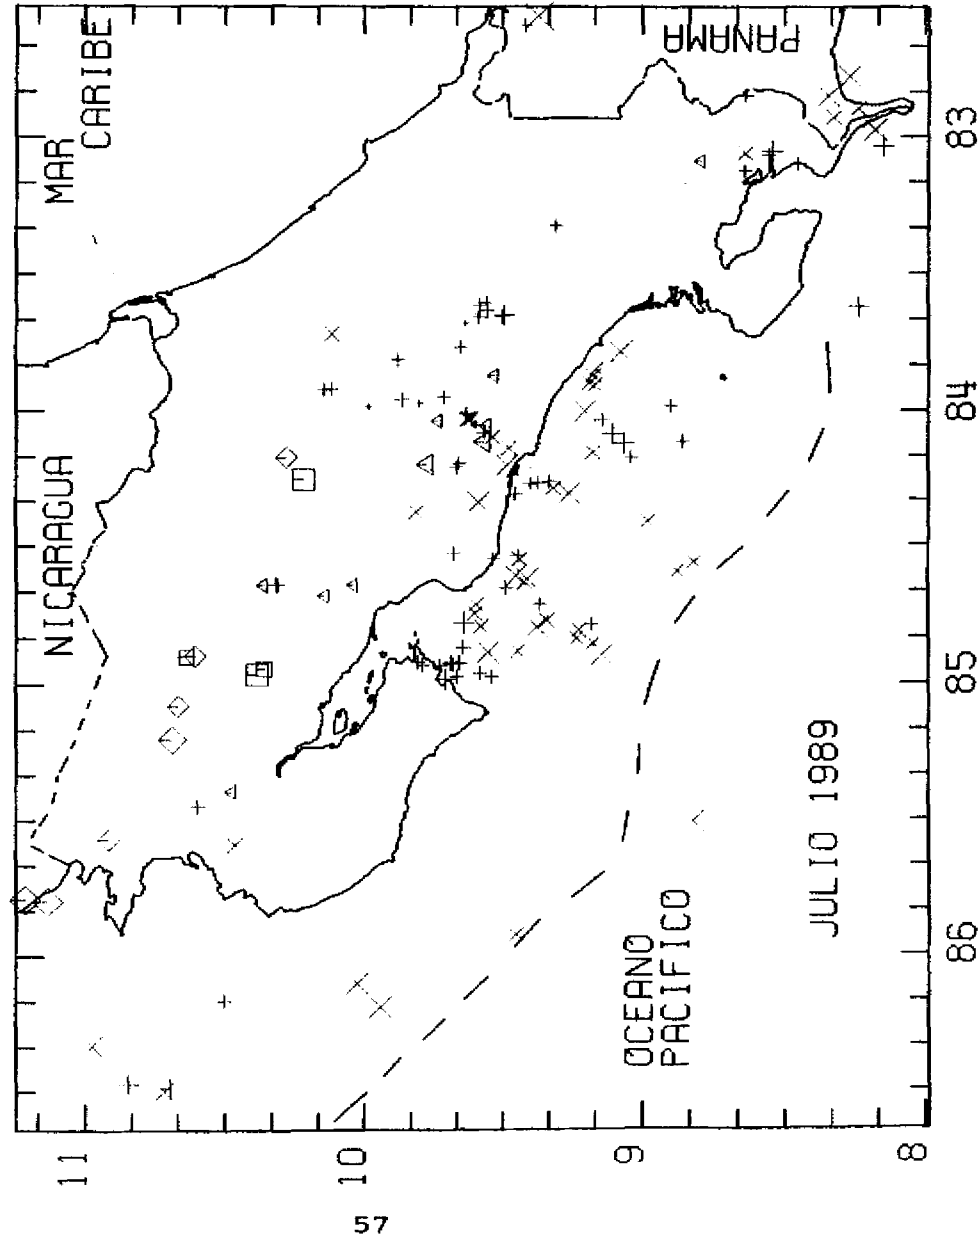 NICARAGUA
MAR
CARIBE
PANAMA
OCEANO
PACIFICO
JULIO 1989
11
10
9
8
86
85
84
83
57